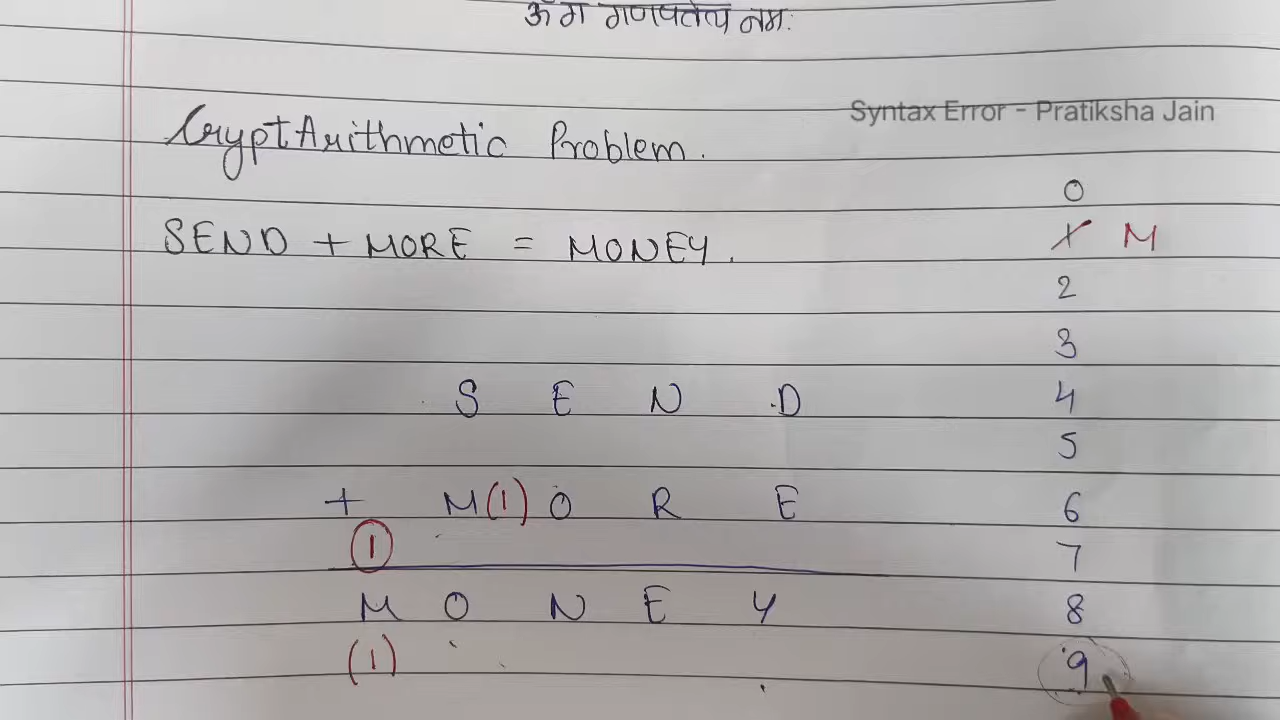 ॐ ग गणपतेय नमः
Syntax Error - Pratiksha Jain
CryptArithmetic Problem.
0
1 M
SEND + MORE = MONEY.
2
3
S E N D
4
5
+ M(1) O R E
6
1
7
M O N E Y
8
(1)
9